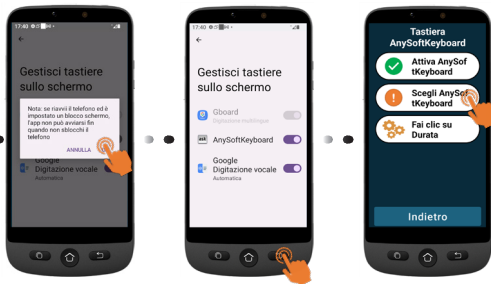 17:40
Gestisci tastiere
sullo schermo
Nota: se riavvii il telefono ed è
impostato un blocco schermo,
l'app non può avviarsi fin
quando non sblocchi il
telefono
ANNULLA
Google
Digitazione vocale
Automatica
17:40
Gestisci tastiere
sullo schermo
Gboard
Digitazione multilingue
AnySoftKeyboard
Google
Digitazione vocale
Automatica
Tastiera
AnySoftKeyboard
Attiva AnySof
tKeyboard
Scegli AnySof
tKeyboard
Fai clic su
Durata
Indietro